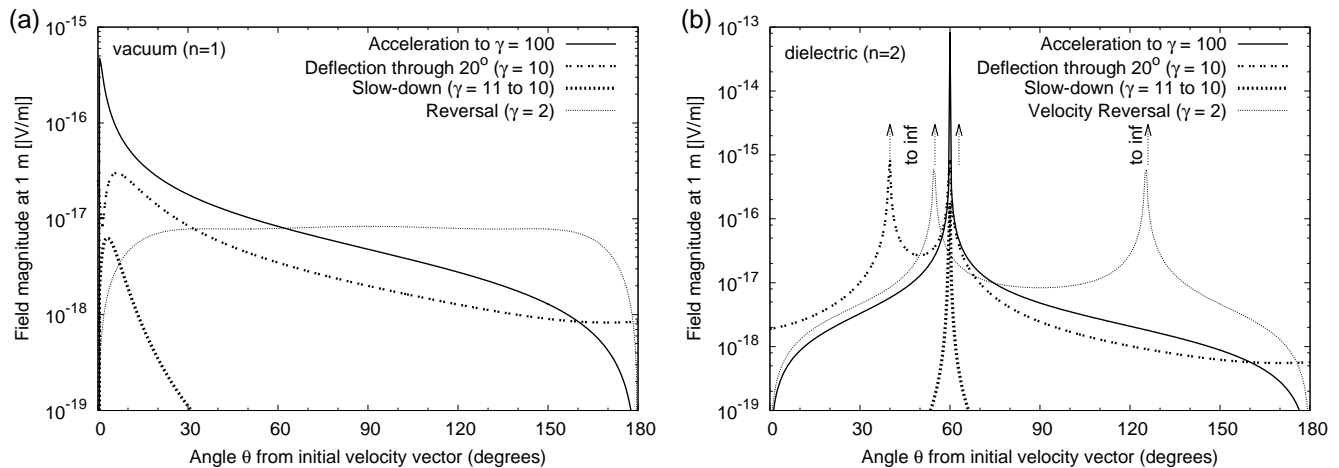 (a)
vacuum (n=1)
Acceleration to γ = 100
Deflection through 20° (γ = 10)
Slow-down (γ = 11 to 10)
Reversal (γ = 2)
Field magnitude at 1 m [|V/m|]
10⁻¹⁵
10⁻¹⁶
10⁻¹⁷
10⁻¹⁸
10⁻¹⁹
0 30 60 90 120 150 180
Angle θ from initial velocity vector (degrees)
(b)
dielectric (n=2)
Acceleration to γ = 100
Deflection through 20° (γ = 10)
Slow-down (γ = 11 to 10)
Velocity Reversal (γ = 2)
to inf
to inf
Field magnitude at 1 m [|V/m|]
10⁻¹³
10⁻¹⁴
10⁻¹⁵
10⁻¹⁶
10⁻¹⁷
10⁻¹⁸
10⁻¹⁹
0 30 60 90 120 150 180
Angle θ from initial velocity vector (degrees)